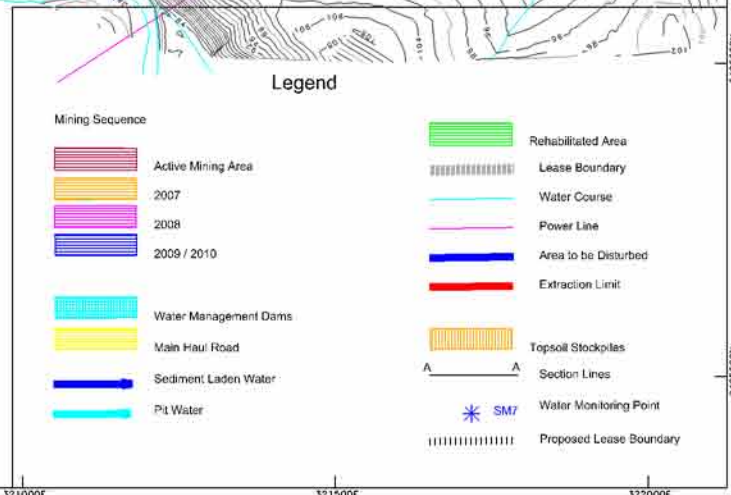 Legend
Mining Sequence
Active Mining Area
2007
2008
2009 / 2010
Water Management Dams
Main Haul Road
Sediment Laden Water
Pit Water
Rehabilitated Area
Lease Boundary
Water Course
Power Line
Area to be Disturbed
Extraction Limit
Topsoil Stockpiles
A A
Section Lines
SM7 Water Monitoring Point
Proposed Lease Boundary